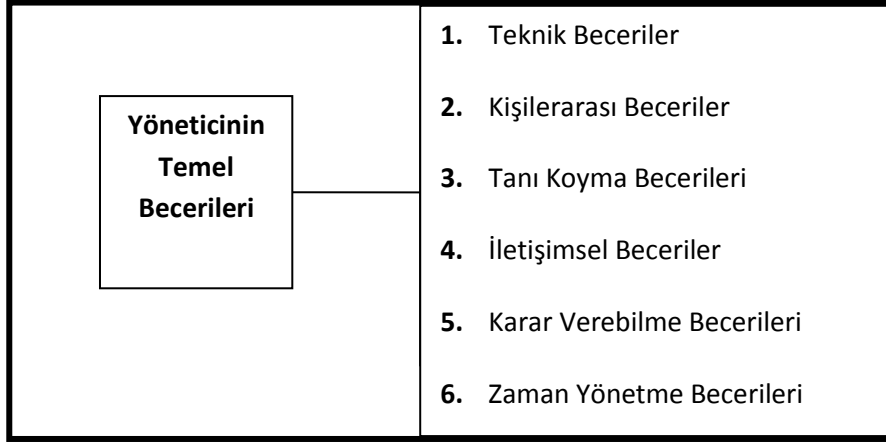 Yöneticinin
Temel
Becerileri
1. Teknik Beceriler
2. Kişilerarası Beceriler
3. Tanı Koyma Becerileri
4. İletişimsel Beceriler
5. Karar Verebilme Becerileri
6. Zaman Yönetme Becerileri